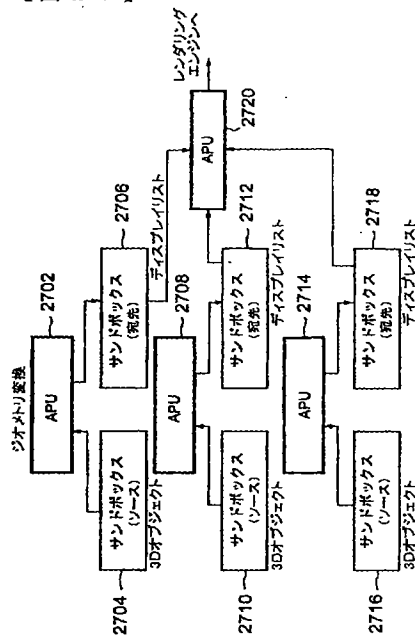 ジオメトリ変換
2702
APU
2704
サンドボックス
(ソース)
3Dオブジェクト
2706
サンドボックス
(宛先)
ディスプレイリスト
2708
APU
2710
サンドボックス
(ソース)
3Dオブジェクト
2712
サンドボックス
(宛先)
ディスプレイリスト
2714
APU
2716
サンドボックス
(ソース)
3Dオブジェクト
2718
サンドボックス
(宛先)
ディスプレイリスト
2720
APU
レンダリング
エンジンへ